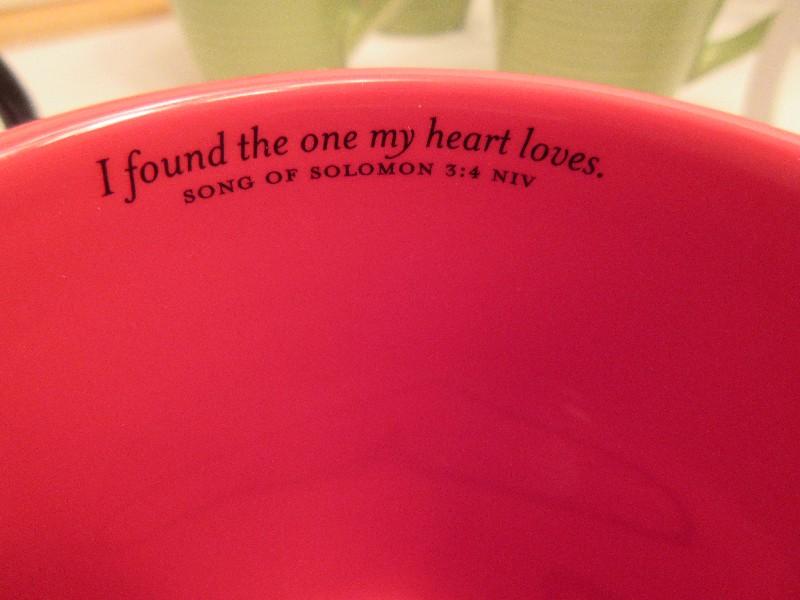 I found the one my heart loves.
SONG OF SOLOMON 3:4 NIV